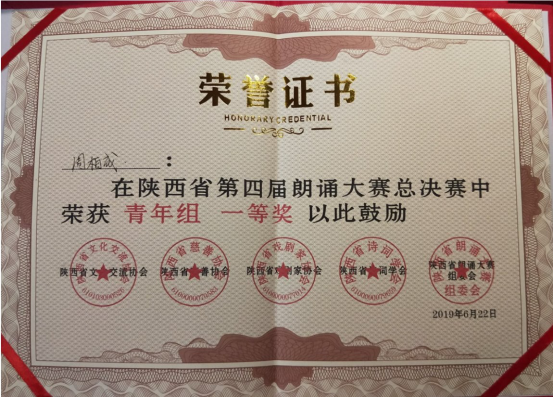 荣誉证书
HONORARY CREDENTIAL
周柏成：
在陕西省第四届朗诵大赛总决赛中
荣获 青年组 一等奖 以此鼓励
陕西省文化交流协会 陕西省慈善协会 陕西省戏剧家协会 陕西省诗词学会 陕西省朗诵大赛
组委会
2019年6月22日